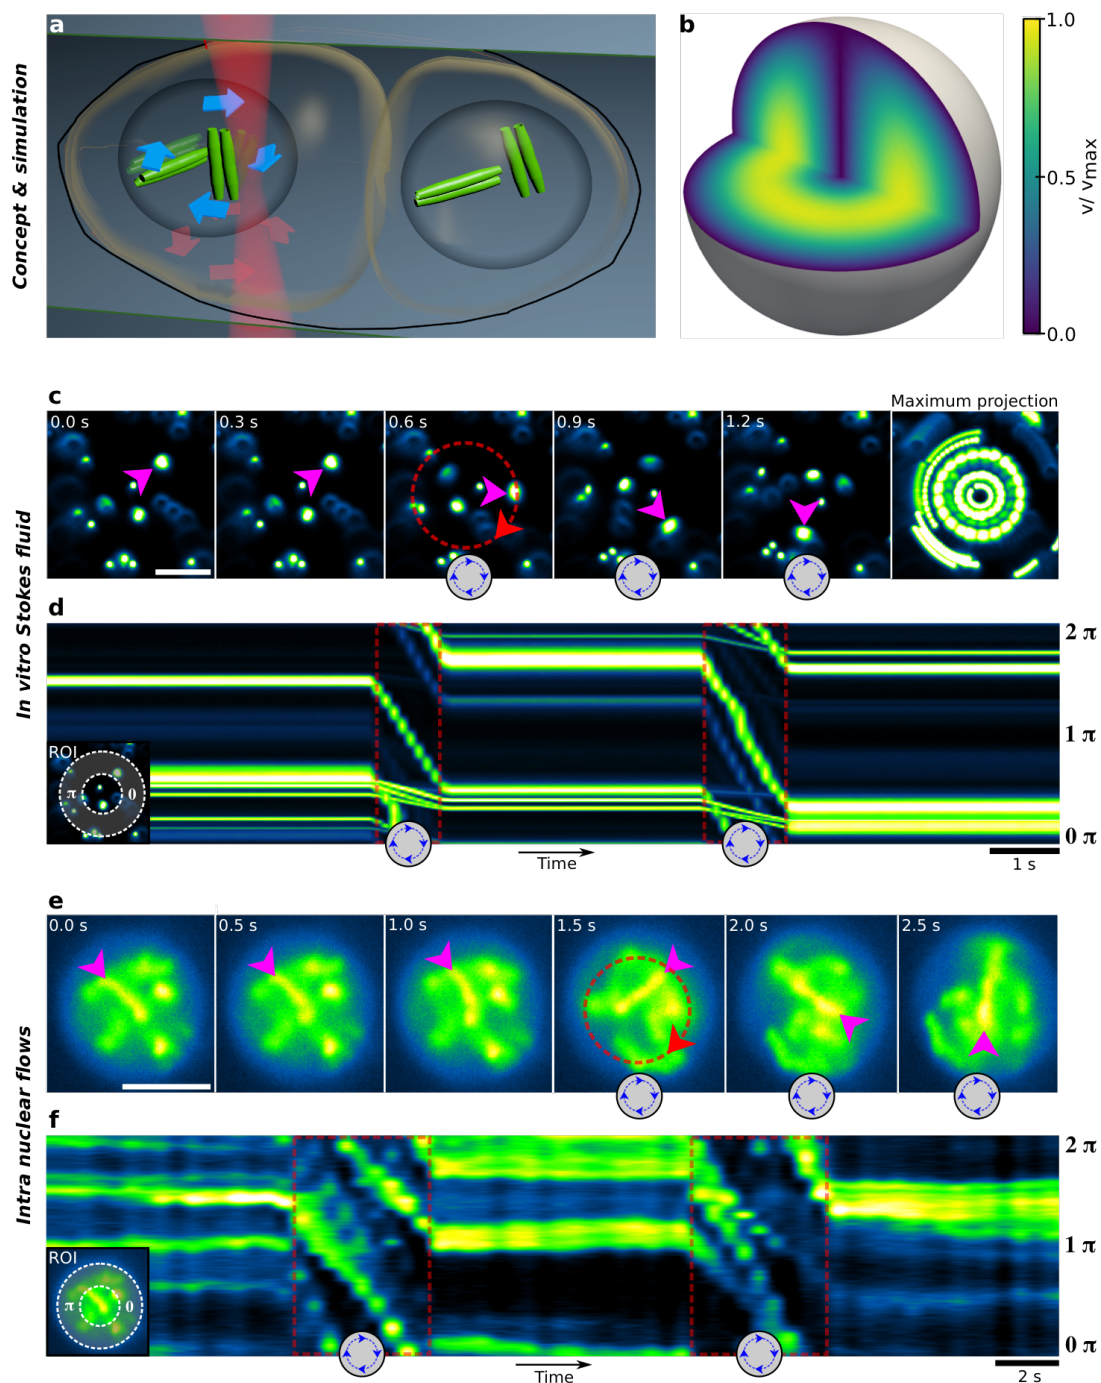 a
b
Concept & simulation
1.0
0.5
0.0
v/ vmax
c
Maximum projection
0.0 s
0.3 s
0.6 s
0.9 s
1.2 s
In vitro Stokes fluid
d
2 π
1 π
0 π
ROI
π 0
Time
1 s
e
0.0 s
0.5 s
1.0 s
1.5 s
2.0 s
2.5 s
Intra nuclear flows
f
2 π
1 π
0 π
ROI
π 0
Time
2 s